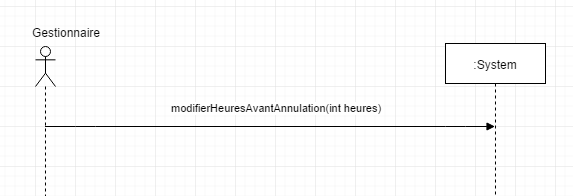 Gestionnaire
:System
modifierHeuresAvantAnnulation(int heures)